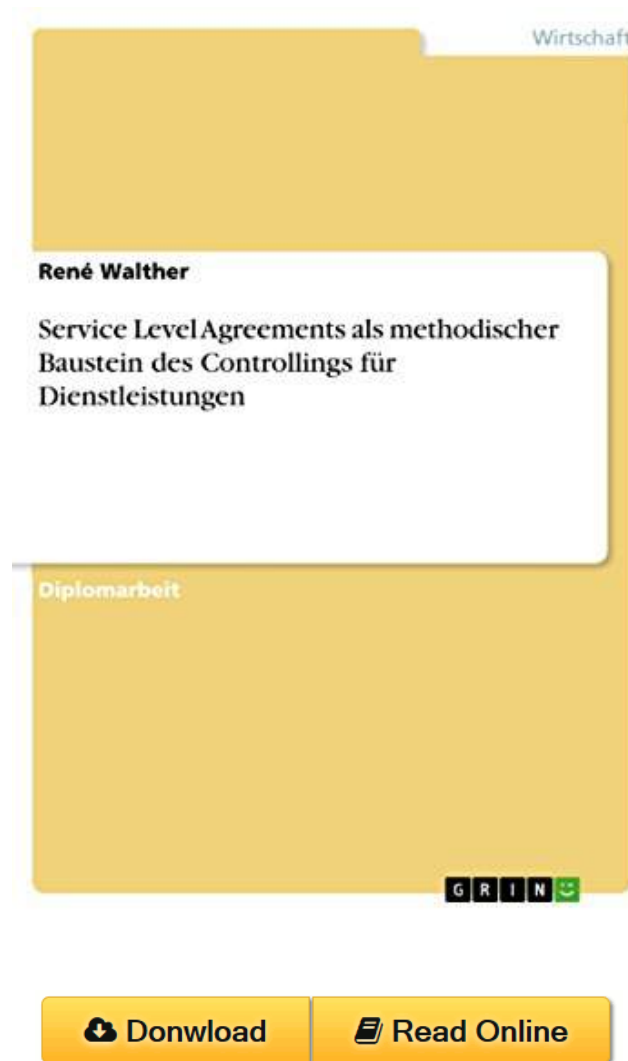 Wirtschaft
René Walther
Service Level Agreements als methodischer
Baustein des Controllings für
Dienstleistungen
Diplomarbeit
GRIN
Donwload
Read Online